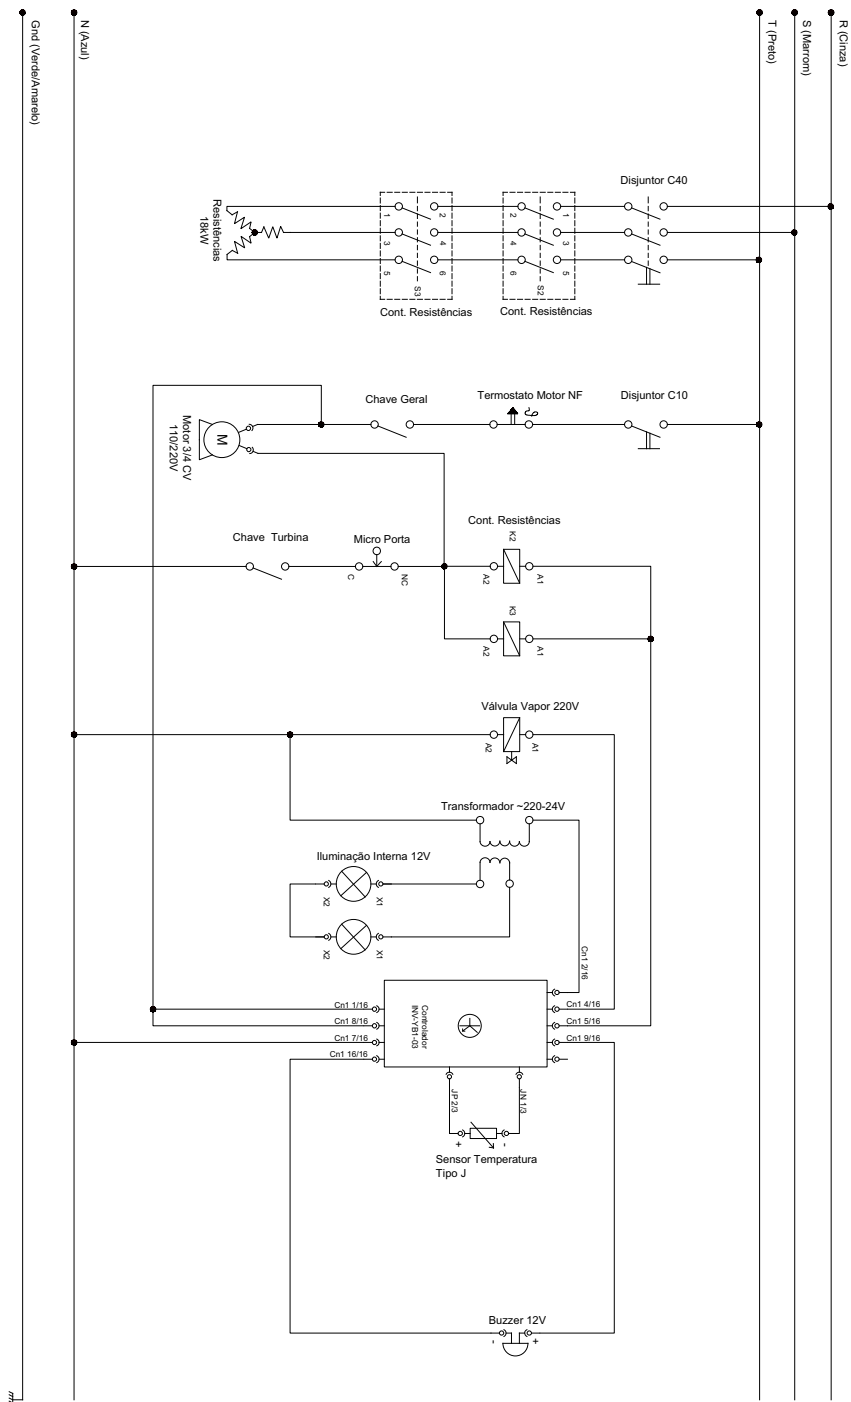 Gnd (Verde/Amarelo)
N (Azul)
T (Preto)
S (Marrom)
R (Cinza)
Disjuntor C40
1
2
2
1
3
4
4
3
5
6
6
5
S3
S2
Resistências
18kW
Cont. Resistências
Cont. Resistências
Chave Geral
Termostato Motor NF
Disjuntor C10
M
Motor 3/4 CV
110/220V
Cont. Resistências
K2
Chave  Turbina
Micro Porta
C
NC
A2
A1
K3
A2
A1
Válvula Vapor 220V
A2
A1
Transformador ~220-24V
Iluminação Interna 12V
X2
X1
X2
X1
Cn1 2/16
Cn1 1/16
Cn1 8/16
Cn1 7/16
Cn1 16/16
Controlador
INV-YB1-03
Cn1 4/16
Cn1 5/16
Cn1 9/16
JP 2/3
JN 1/3
+
-
Sensor Temperatura
Tipo J
Buzzer 12V
-
+